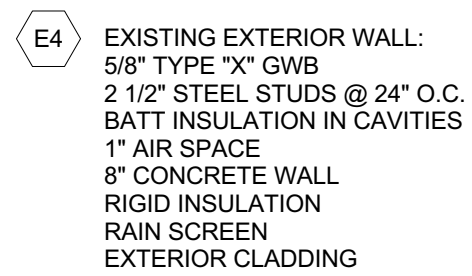 E4
EXISTING EXTERIOR WALL:
5/8" TYPE "X" GWB
2 1/2" STEEL STUDS @ 24" O.C.
BATT INSULATION IN CAVITIES
1" AIR SPACE
8" CONCRETE WALL
RIGID INSULATION
RAIN SCREEN
EXTERIOR CLADDING